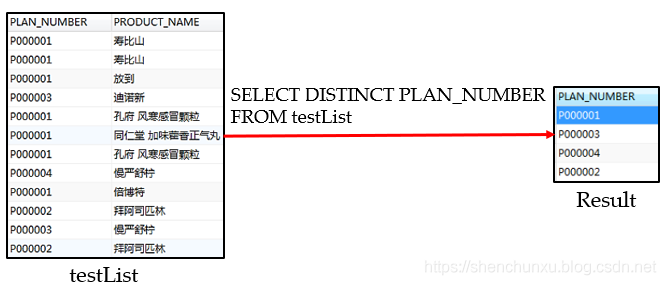 PLAN_NUMBER PRODUCT_NAME
P000001 寿比山
P000001 寿比山
P000001 放到
P000003 迪诺新
P000001 孔府 风寒感冒颗粒
P000001 同仁堂 加味藿香正气丸
P000001 孔府 风寒感冒颗粒
P000004 慢严舒柠
P000001 倍博特
P000002 拜阿司匹林
P000003 慢严舒柠
P000002 拜阿司匹林
testList
SELECT DISTINCT PLAN_NUMBER
FROM testList
PLAN_NUMBER
P000001
P000003
P000004
P000002
Result
https://shenchunxu.blog.csdn.net